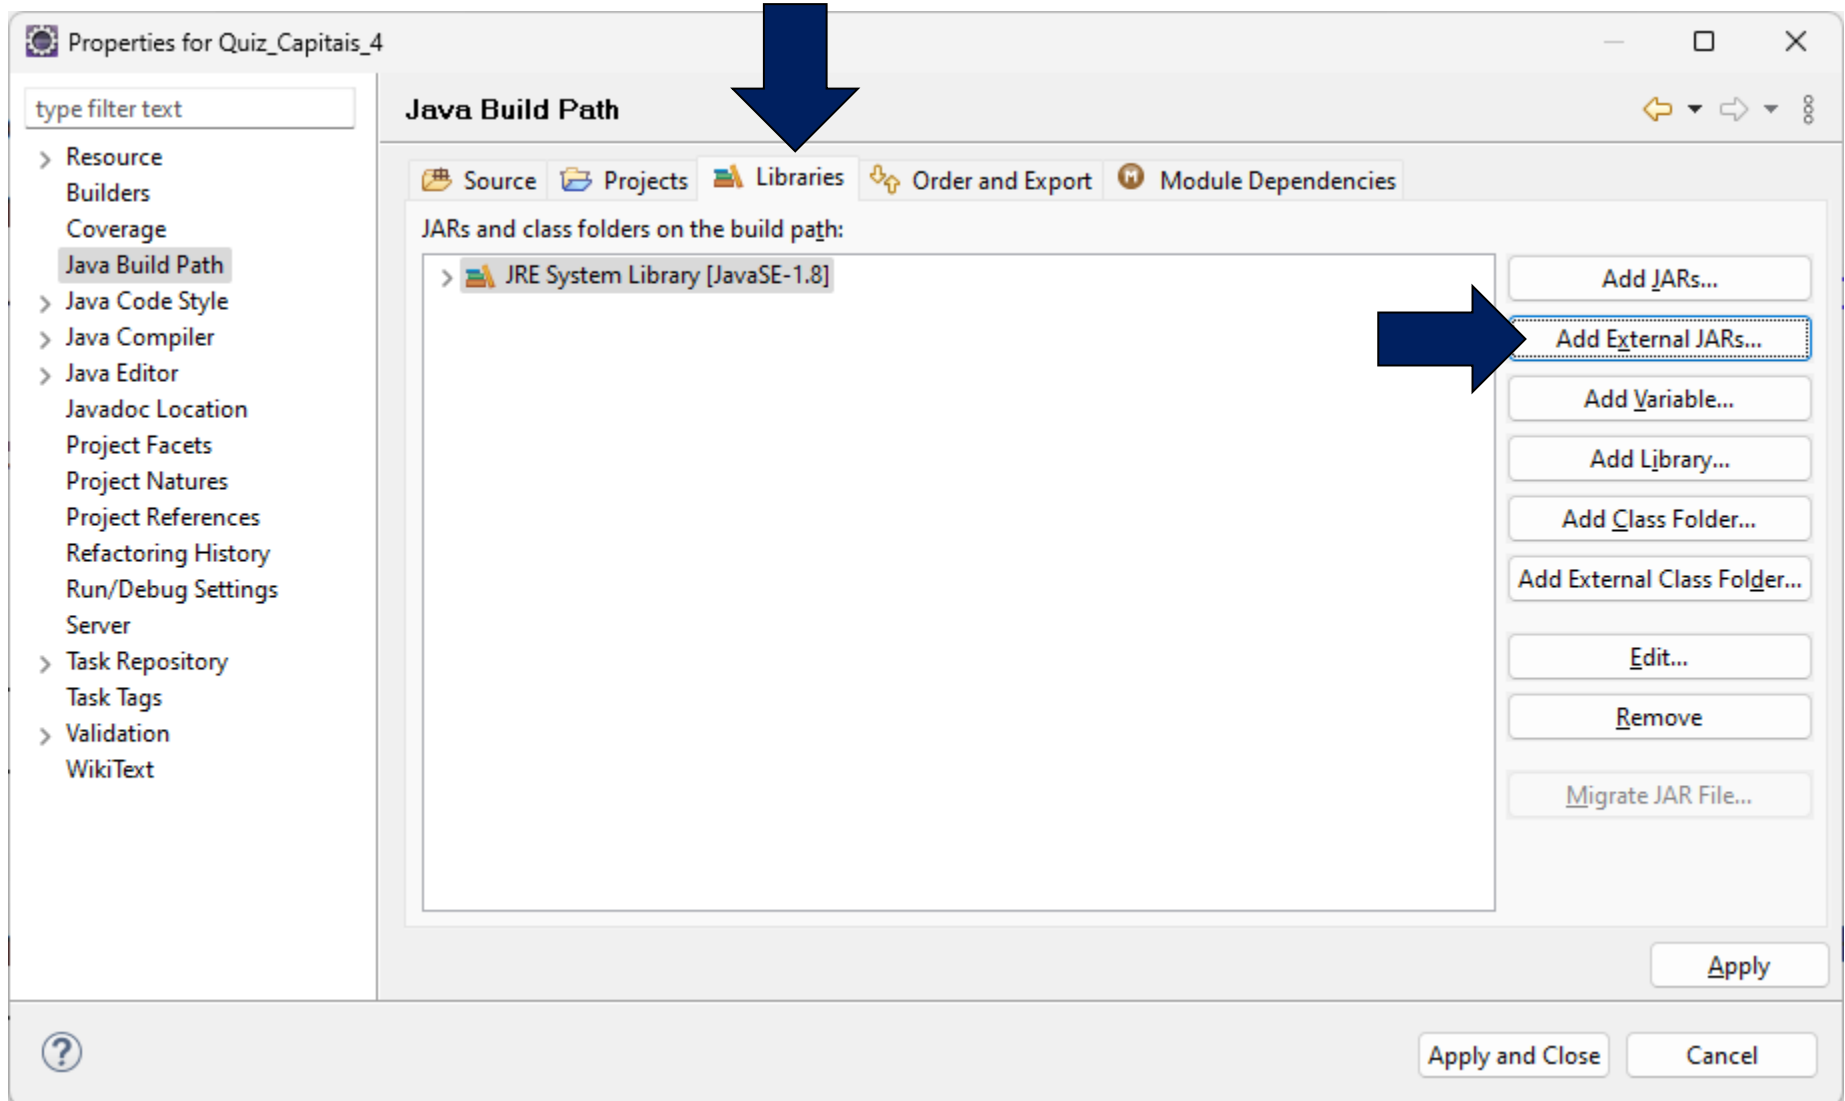 Properties for Quiz_Capitais_4
type filter text
Resource
Builders
Coverage
Java Build Path
Java Code Style
Java Compiler
Java Editor
Javadoc Location
Project Facets
Project Natures
Project References
Refactoring History
Run/Debug Settings
Server
Task Repository
Task Tags
Validation
WikiText
Java Build Path
Source Projects Libraries Order and Export Module Dependencies
JARs and class folders on the build path:
JRE System Library [JavaSE-1.8]
Add JARs...
Add External JARs...
Add Variable...
Add Library...
Add Class Folder...
Add External Class Folder...
Edit...
Remove
Migrate JAR File...
Apply
Apply and Close Cancel